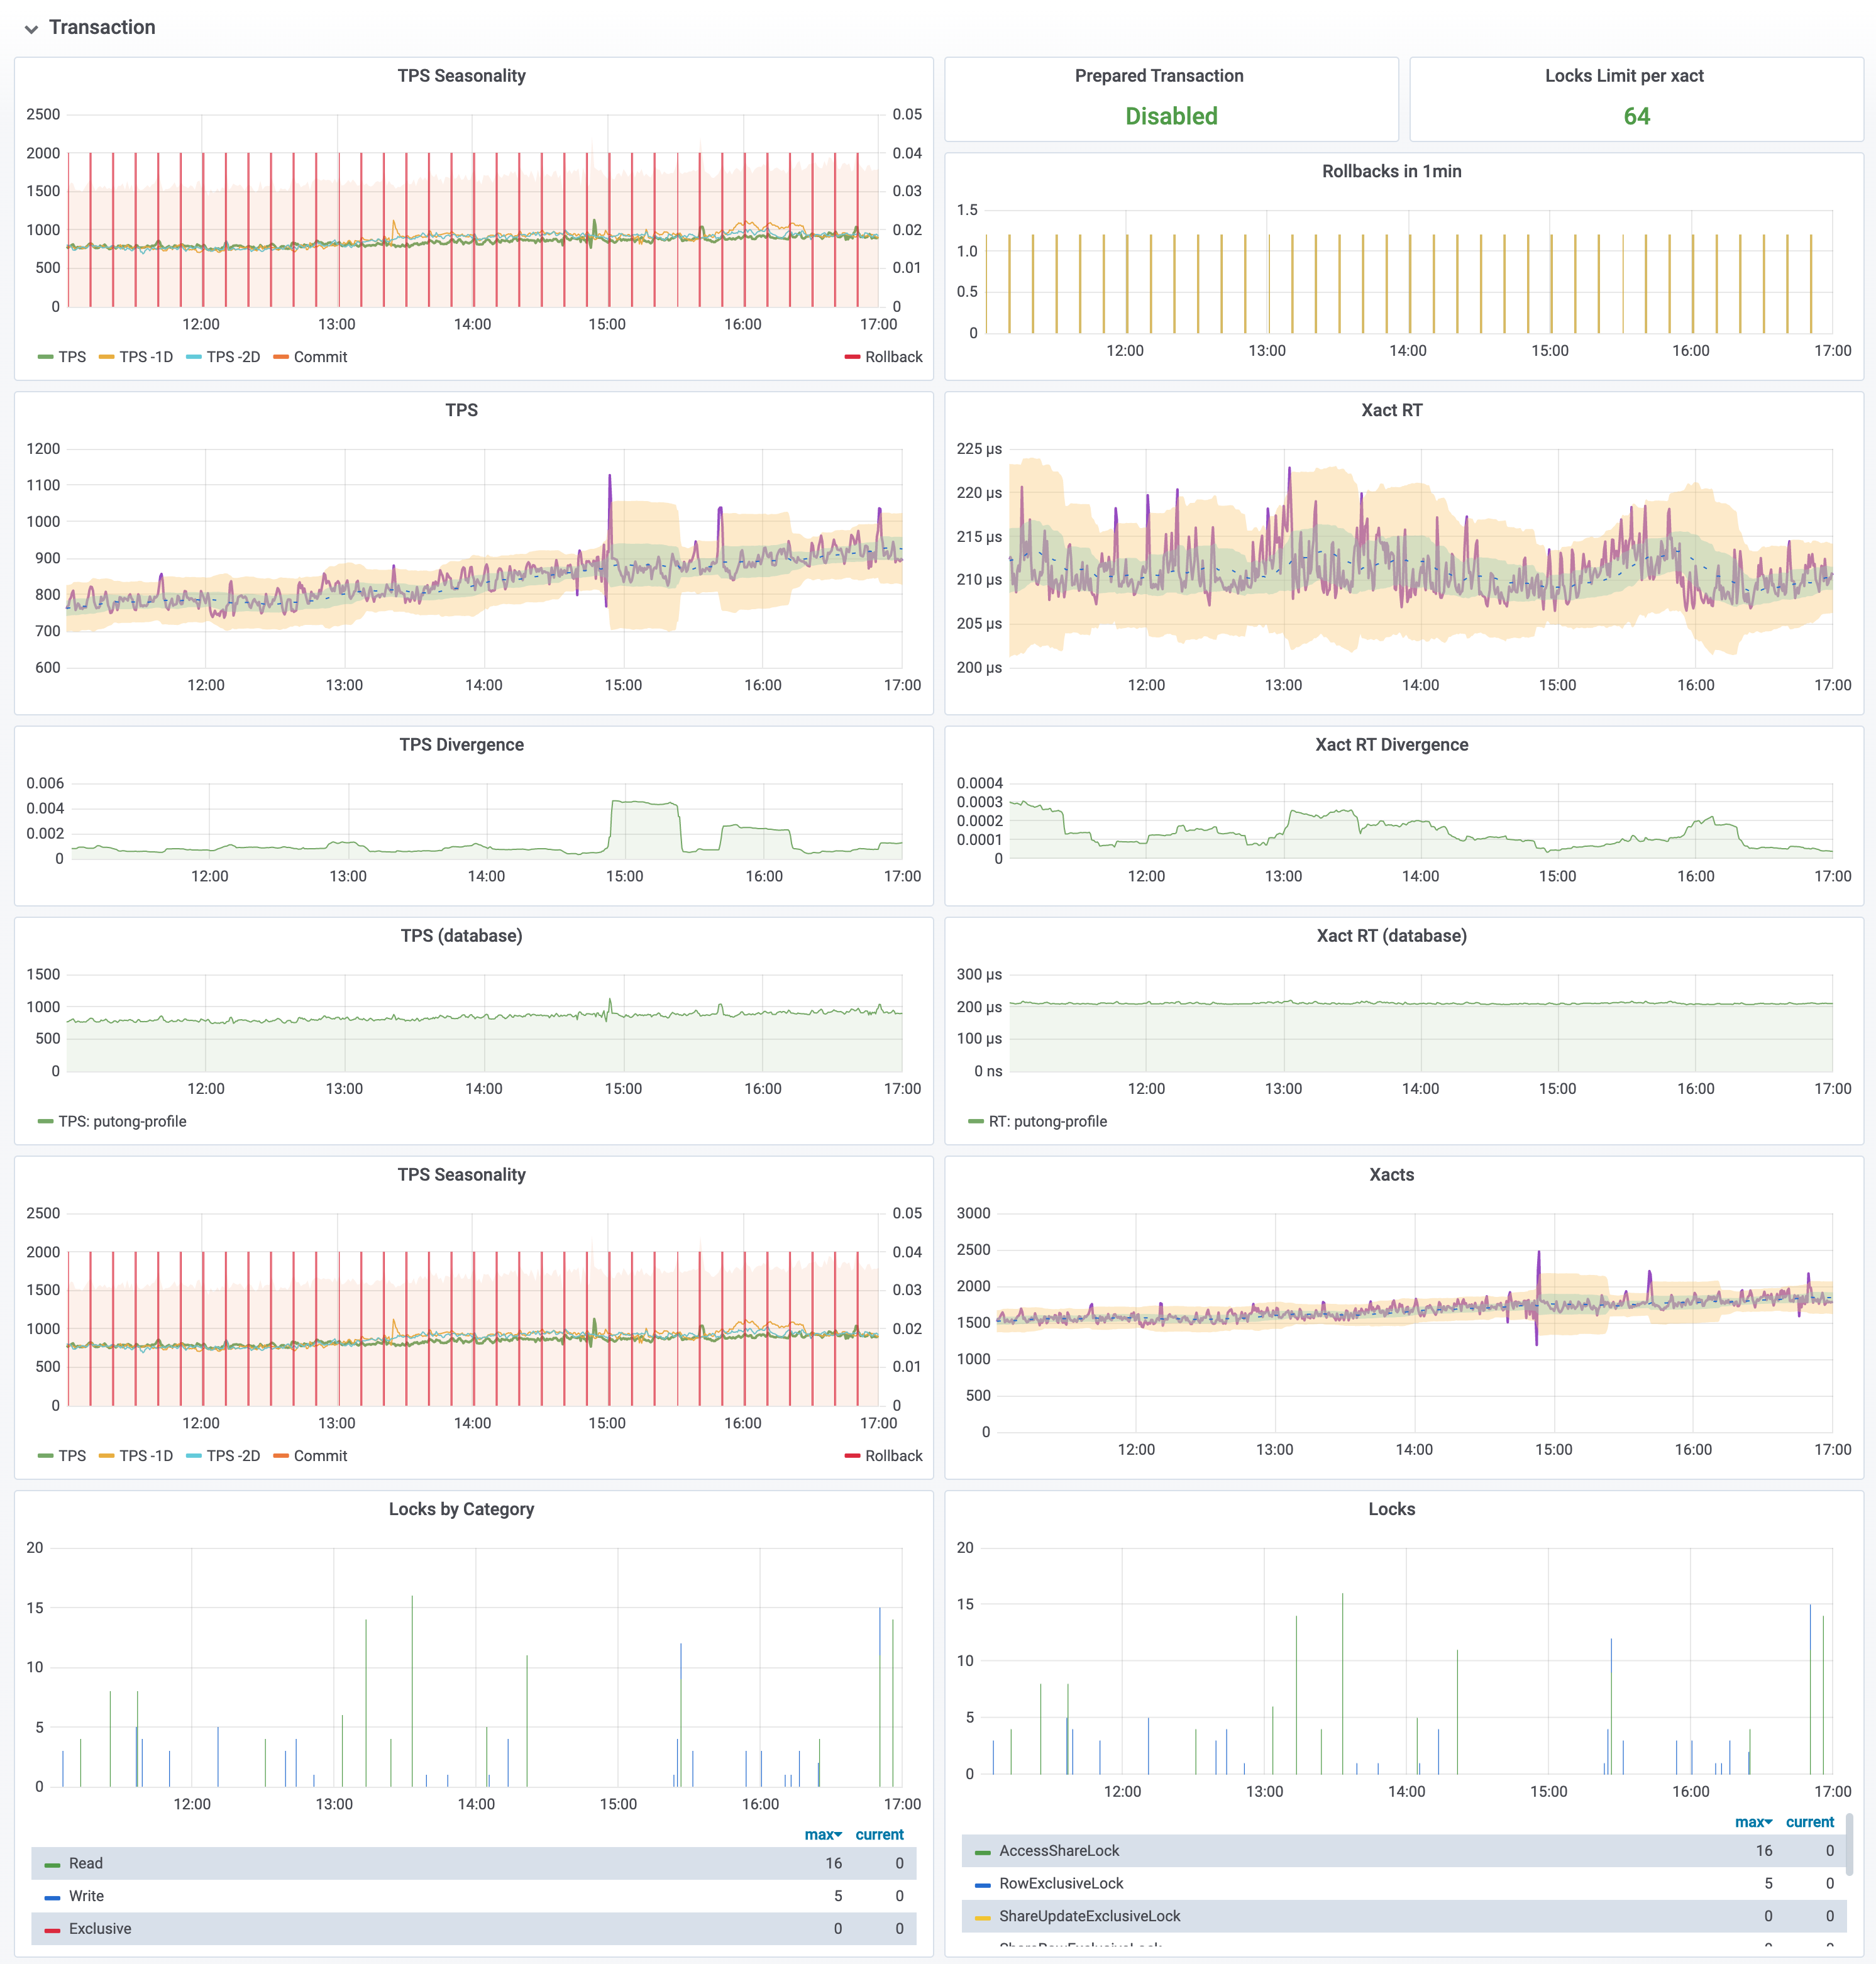 Transaction
TPS Seasonality
2500 0.05
2000 0.04
1500 0.03
1000 0.02
500 0.01
0 0
12:00 13:00 14:00 15:00 16:00 17:00
TPS TPS -1D TPS -2D Commit Rollback
Prepared Transaction
Disabled
Locks Limit per xact
64
Rollbacks in 1min
1.5
1.0
0.5
0
12:00 13:00 14:00 15:00 16:00 17:00
TPS
1200
1100
1000
900
800
700
600
12:00 13:00 14:00 15:00 16:00 17:00
Xact RT
225 µs
220 µs
215 µs
210 µs
205 µs
200 µs
12:00 13:00 14:00 15:00 16:00 17:00
TPS Divergence
0.006
0.004
0.002
0
12:00 13:00 14:00 15:00 16:00 17:00
Xact RT Divergence
0.0004
0.0003
0.0002
0.0001
0
12:00 13:00 14:00 15:00 16:00 17:00
TPS (database)
1500
1000
500
0
12:00 13:00 14:00 15:00 16:00 17:00
TPS: putong-profile
Xact RT (database)
300 µs
200 µs
100 µs
0 ns
12:00 13:00 14:00 15:00 16:00 17:00
RT: putong-profile
TPS Seasonality
2500 0.05
2000 0.04
1500 0.03
1000 0.02
500 0.01
0 0
12:00 13:00 14:00 15:00 16:00 17:00
TPS TPS -1D TPS -2D Commit Rollback
Xacts
3000
2500
2000
1500
1000
500
0
12:00 13:00 14:00 15:00 16:00 17:00
Locks by Category
20
15
10
5
0
12:00 13:00 14:00 15:00 16:00 17:00
max current
Read 16 0
Write 5 0
Exclusive 0 0
Locks
20
15
10
5
0
12:00 13:00 14:00 15:00 16:00 17:00
max current
AccessShareLock 16 0
RowExclusiveLock 5 0
ShareUpdateExclusiveLock 0 0